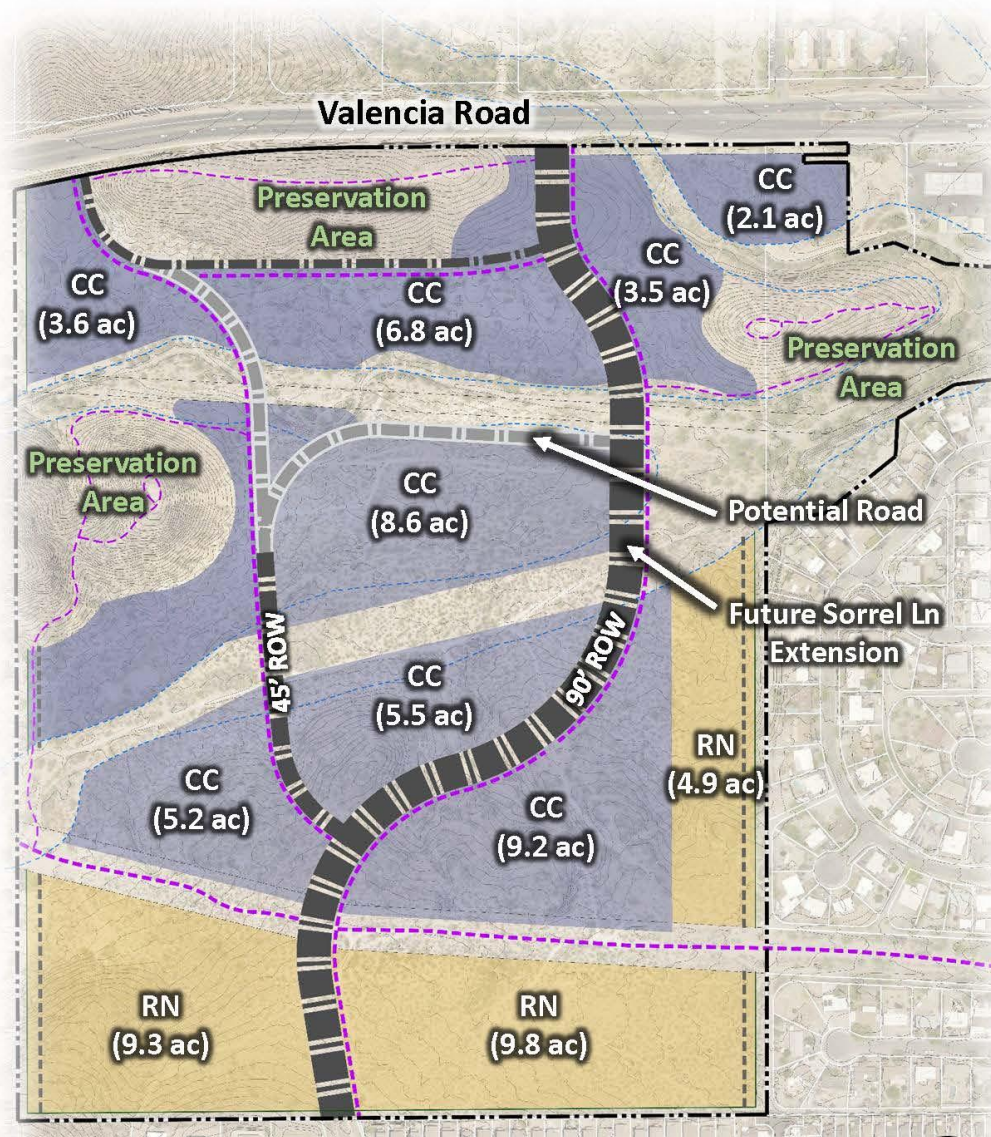 Valencia Road
Preservation
Area
CC
(2.1 ac)
CC
(3.5 ac)
CC
(3.6 ac)
CC
(6.8 ac)
Preservation
Area
Preservation
Area
CC
(8.6 ac)
Potential Road
Future Sorrel Ln
Extension
45' ROW
90' ROW
CC
(5.5 ac)
RN
(4.9 ac)
CC
(5.2 ac)
CC
(9.2 ac)
RN
(9.3 ac)
RN
(9.8 ac)